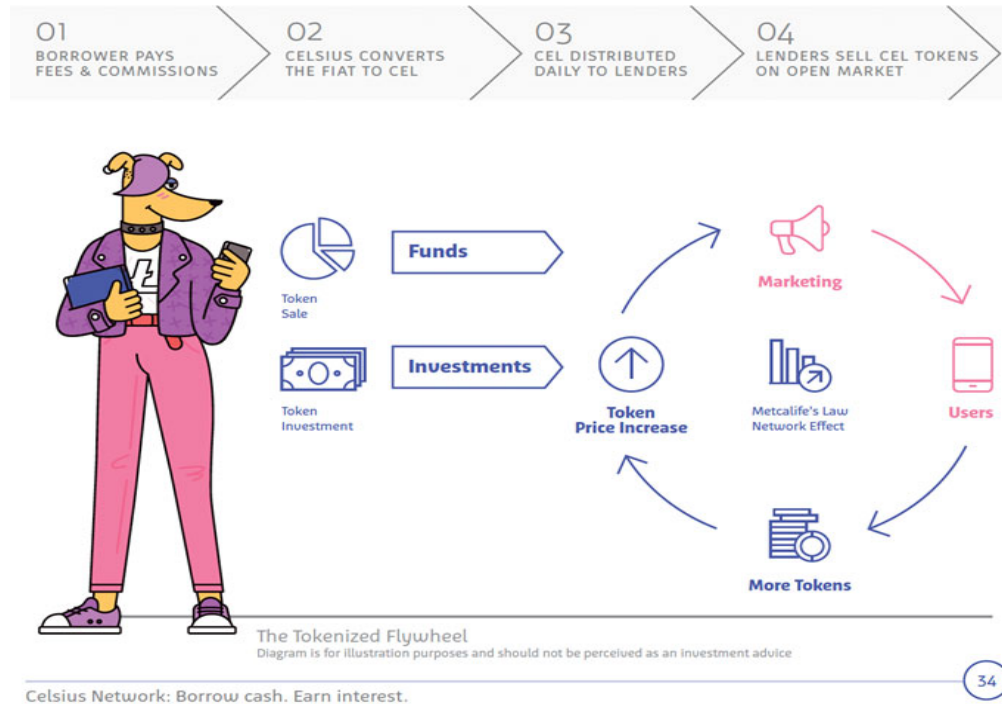 01
BORROWER PAYS
FEES & COMMISSIONS
02
CELSIUS CONVERTS
THE FIAT TO CEL
03
CEL DISTRIBUTED
DAILY TO LENDERS
04
LENDERS SELL CEL TOKENS
ON OPEN MARKET
Funds
Token
Sale
Investments
Token
Investment
Marketing
Token
Price Increase
Metcalife's Law
Network Effect
Users
More Tokens
The Tokenized Flywheel
Diagram is for illustration purposes and should not be perceived as an investment advice
Celsius Network: Borrow cash. Earn interest.
34